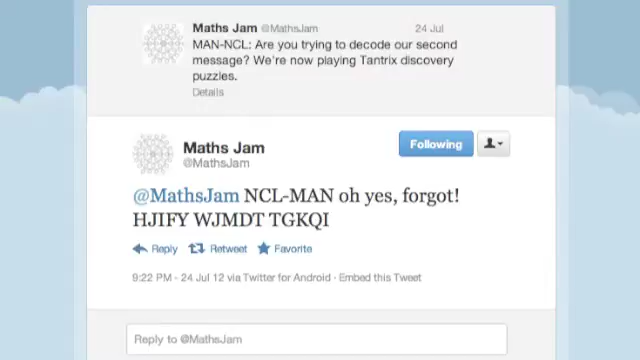 Maths Jam @MathsJam 24 Jul
MAN-NCL: Are you trying to decode our second
message? We're now playing Tantrix discovery
puzzles.
Details
Maths Jam
@MathsJam
Following
@MathsJam NCL-MAN oh yes, forgot!
HJIFY WJMDT TGKQI
Reply Retweet Favorite
9:22 PM - 24 Jul 12 via Twitter for Android · Embed this Tweet
Reply to @MathsJam